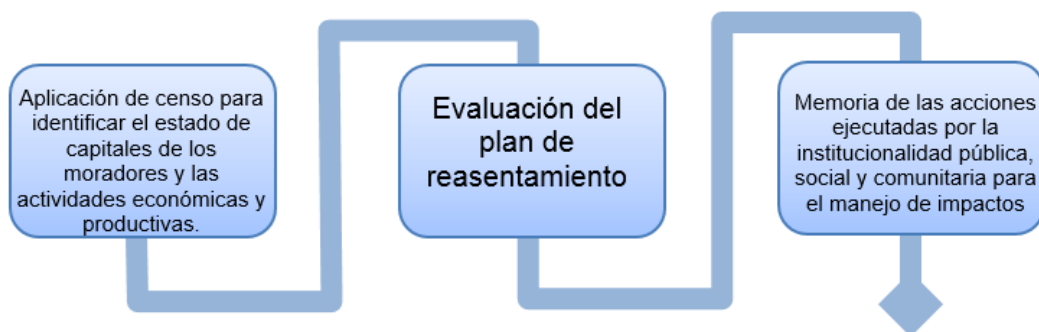 Aplicación de censo para
identificar el estado de
capitales de los
moradores y las
actividades económicas y
productivas.
Evaluación del
plan de
reasentamiento
Memoria de las acciones
ejecutadas por la
institucionalidad pública,
social y comunitaria para
el manejo de impactos